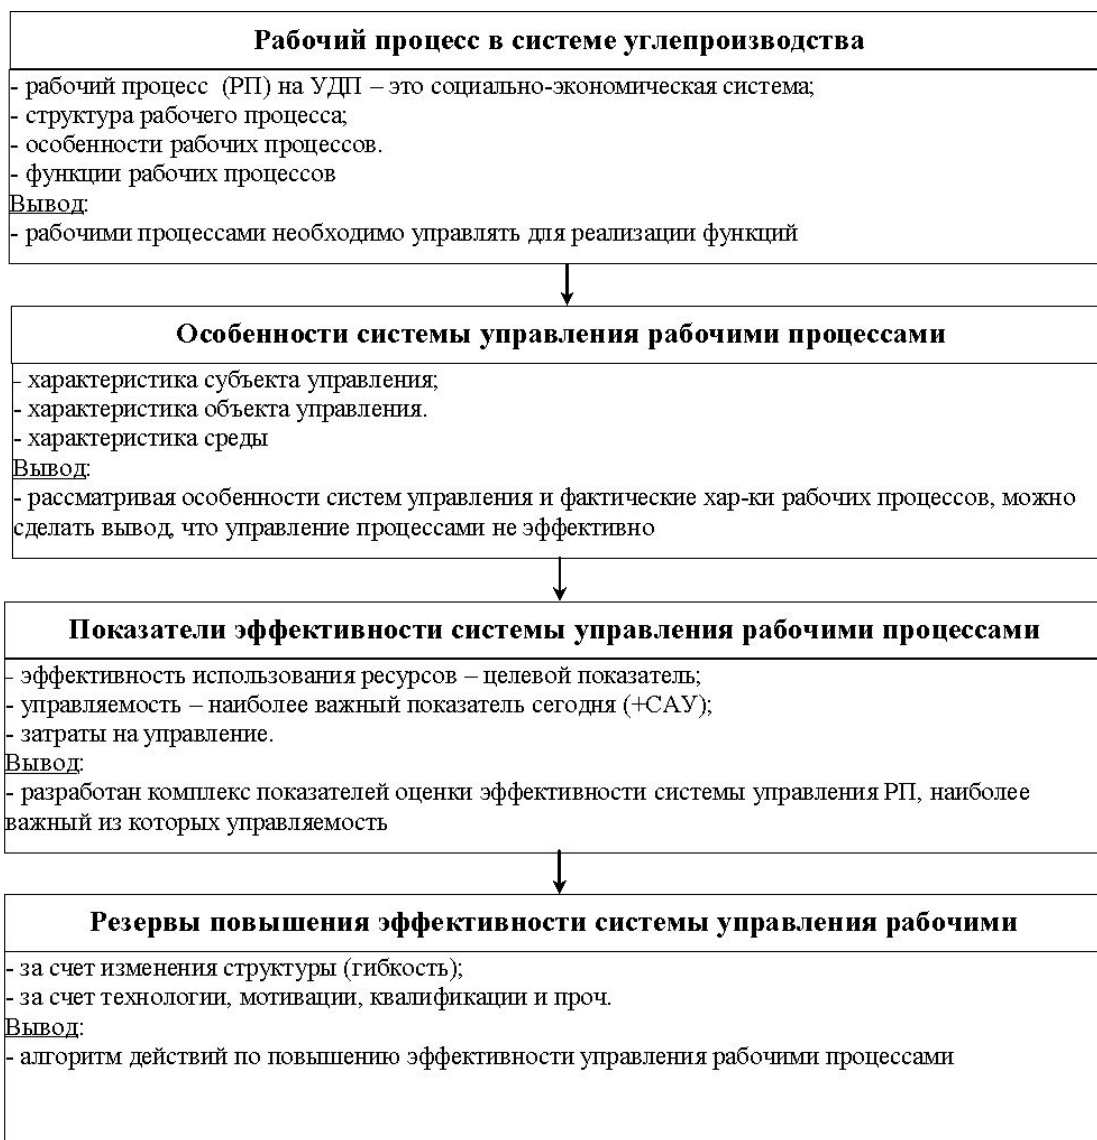 Рабочий процесс в системе углепроизводства
- рабочий процесс (РП) на УДП – это социально-экономическая система;
- структура рабочего процесса;
- особенности рабочих процессов.
- функции рабочих процессов
Вывод:
- рабочими процессами необходимо управлять для реализации функций
Особенности системы управления рабочими процессами
- характеристика субъекта управления;
- характеристика объекта управления.
- характеристика среды
Вывод:
- рассматривая особенности систем управления и фактические хар-ки рабочих процессов, можно
сделать вывод, что управление процессами не эффективно
Показатели эффективности системы управления рабочими процессами
- эффективность использования ресурсов – целевой показатель;
- управляемость – наиболее важный показатель сегодня (+САУ);
- затраты на управление.
Вывод:
- разработан комплекс показателей оценки эффективности системы управления РП, наиболее
важный из которых управляемость
Резервы повышения эффективности системы управления рабочими
- за счет изменения структуры (гибкость);
- за счет технологии, мотивации, квалификации и проч.
Вывод:
- алгоритм действий по повышению эффективности управления рабочими процессами